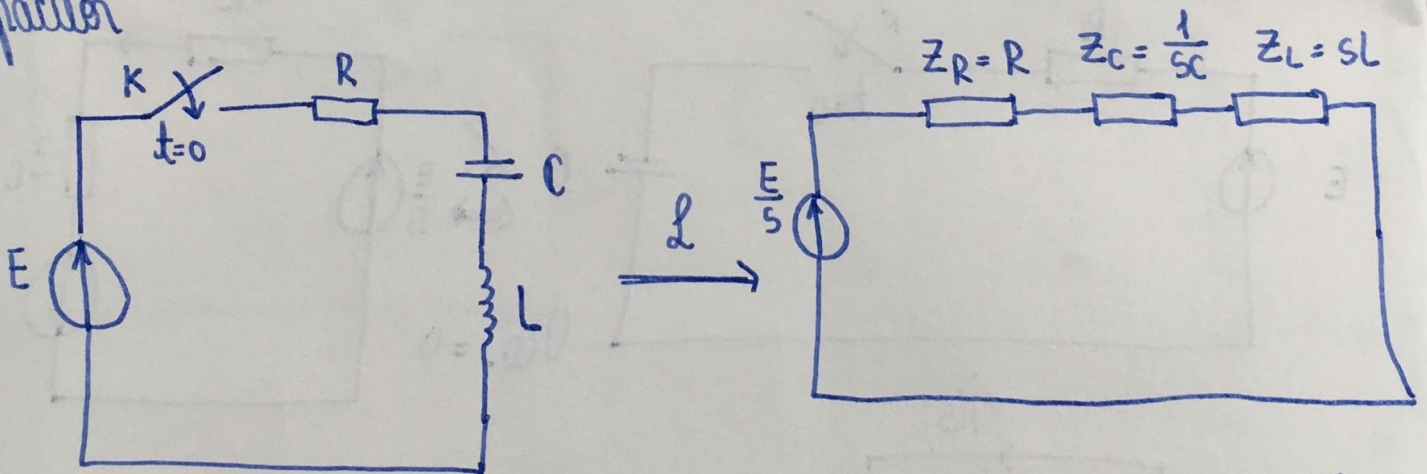 K
t=0
R
C
L
E
ℒ
E/s
Z_R = R
Z_C = 1/sC
Z_L = sL